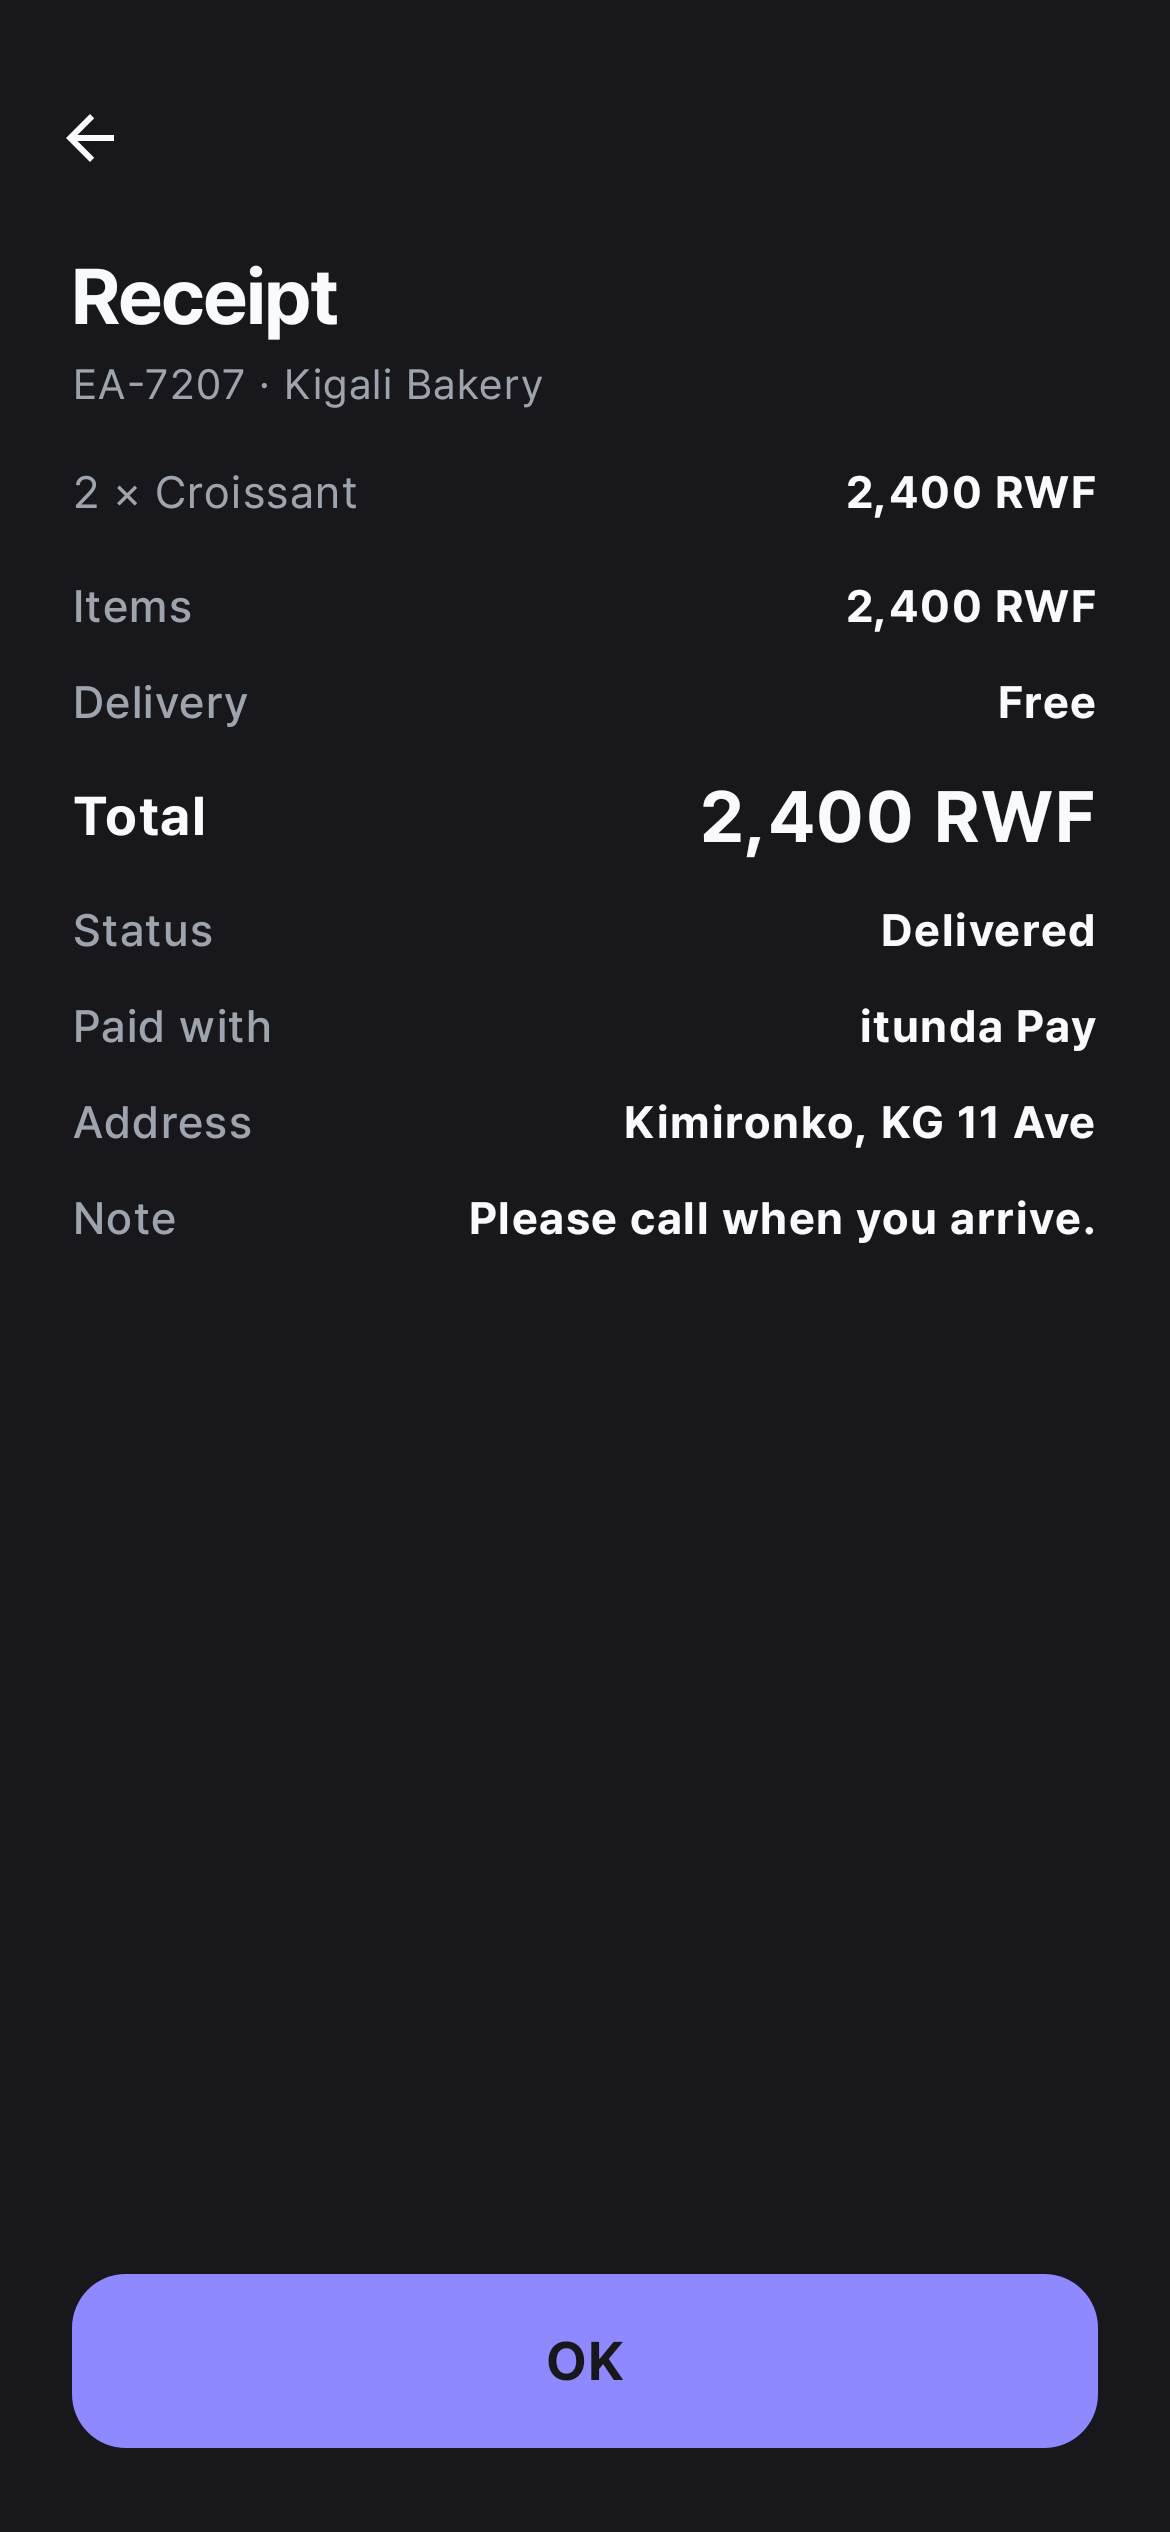 Receipt
EA-7207 · Kigali Bakery
2 × Croissant 2,400 RWF
Items 2,400 RWF
Delivery Free
Total 2,400 RWF
Status Delivered
Paid with itunda Pay
Address Kimironko, KG 11 Ave
Note Please call when you arrive.
OK